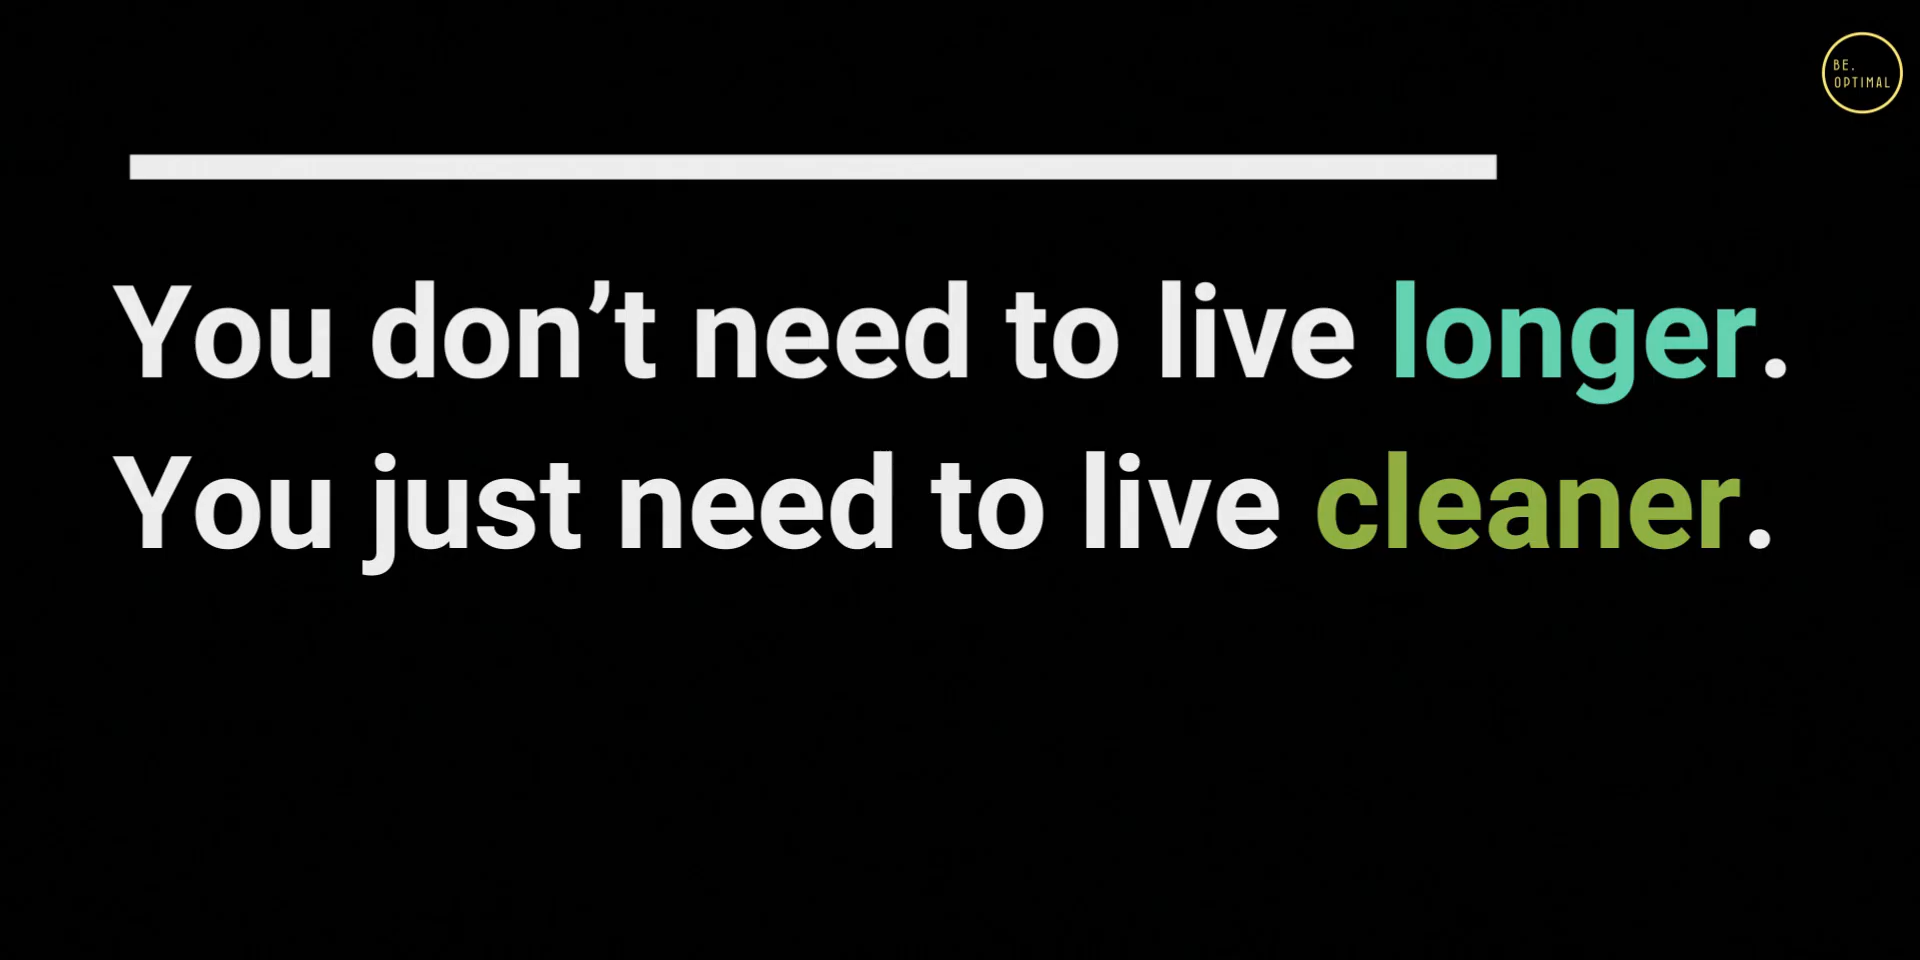 BE.
OPTIMAL
You don’t need to live longer.
You just need to live cleaner.